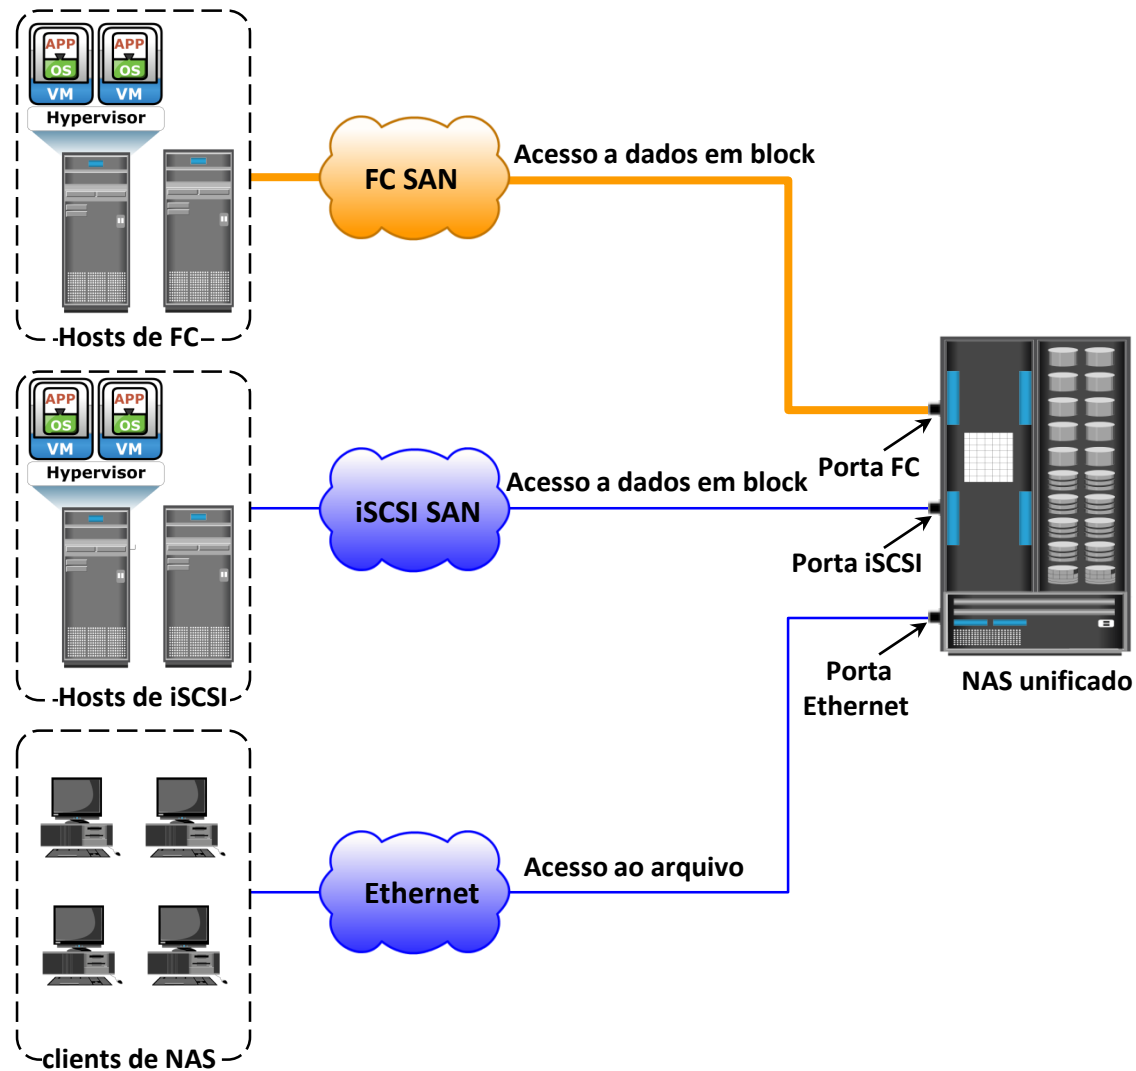 APP APP
OS OS
VM VM
Hypervisor
Hosts de FC
FC SAN
Acesso a dados em block
Porta FC
APP APP
OS OS
VM VM
Hypervisor
Hosts de iSCSI
iSCSI SAN
Acesso a dados em block
Porta iSCSI
Porta
Ethernet
NAS unificado
Ethernet
Acesso ao arquivo
clients de NAS